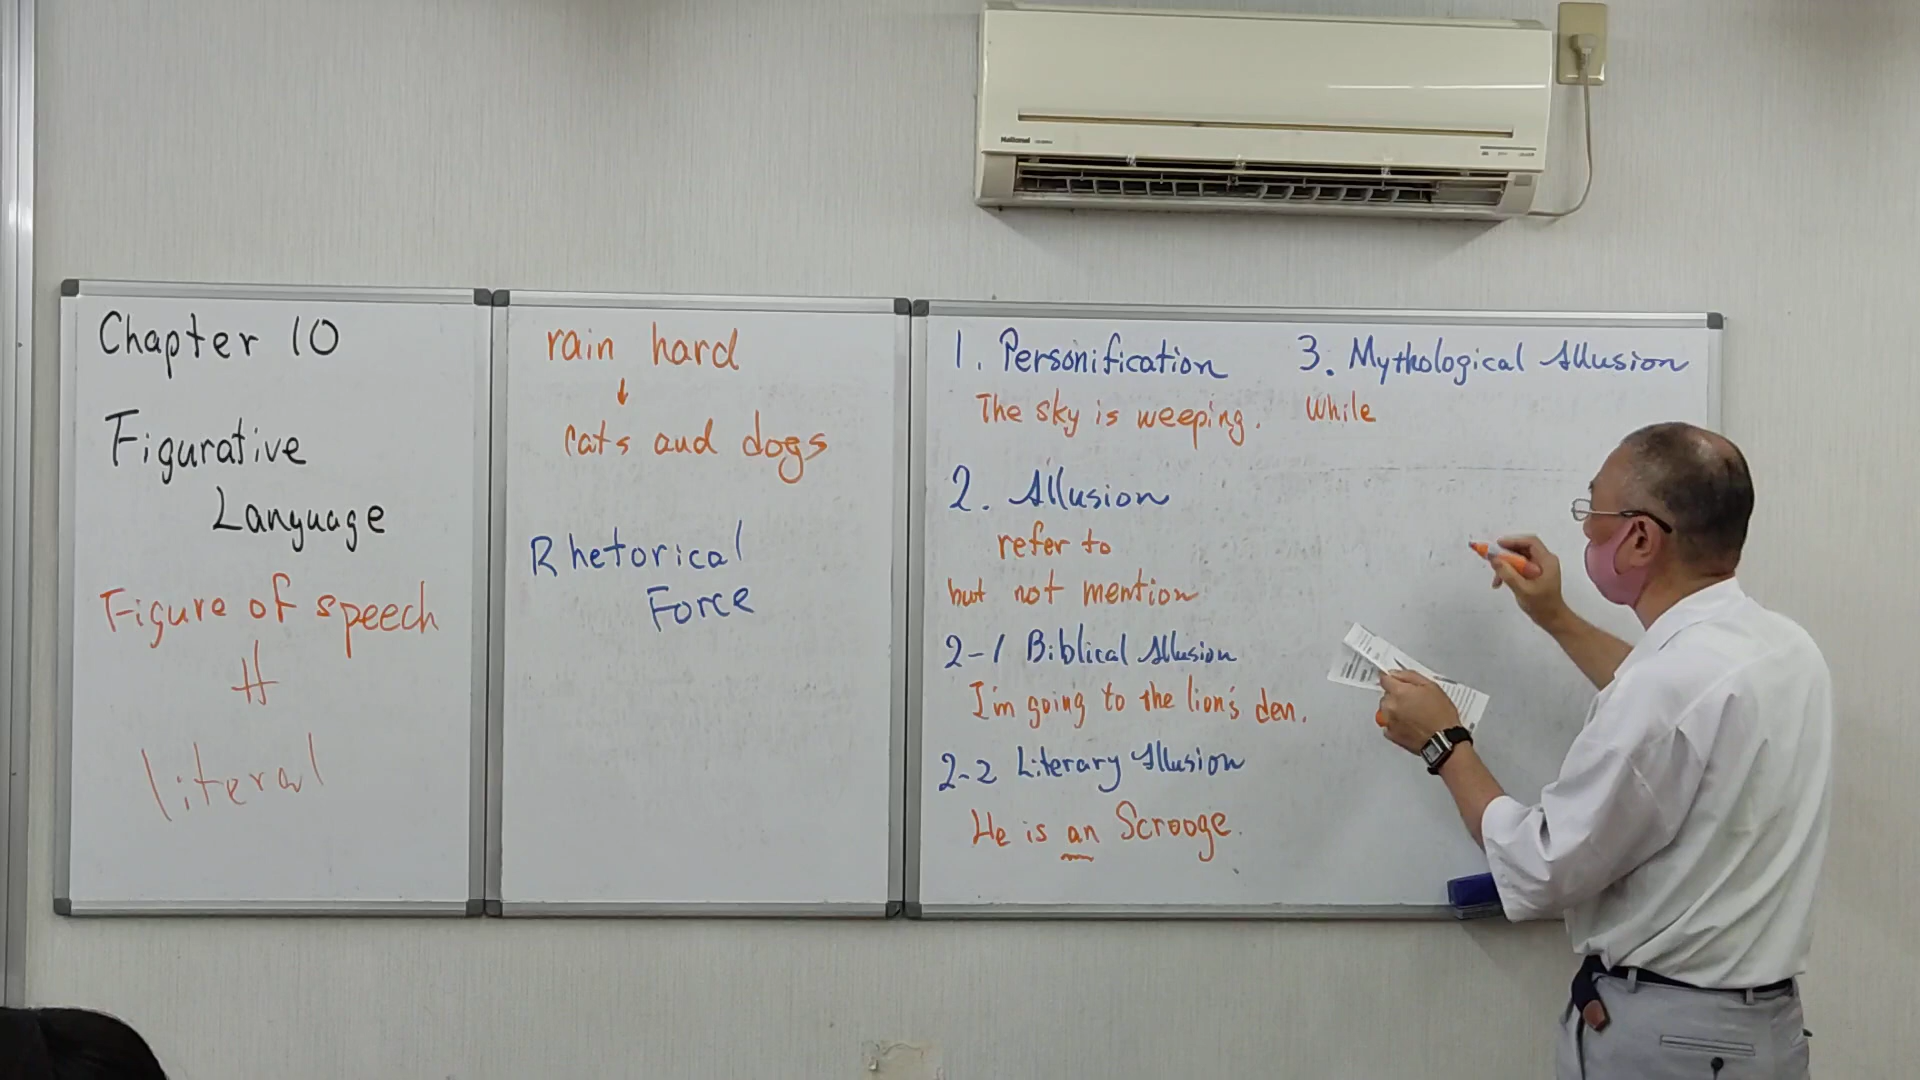 National
Chapter 10
Figurative
Language
Figure of speech
literal
rain hard
↓
cats and dogs
Rhetorical
Force
1. Personification
The sky is weeping.
2. Allusion
refer to
but not mention
2-1 Biblical Allusion
I'm going to the lion's den.
2-2 Literary Allusion
He is an Scrooge.
3. Mythological Allusion
While